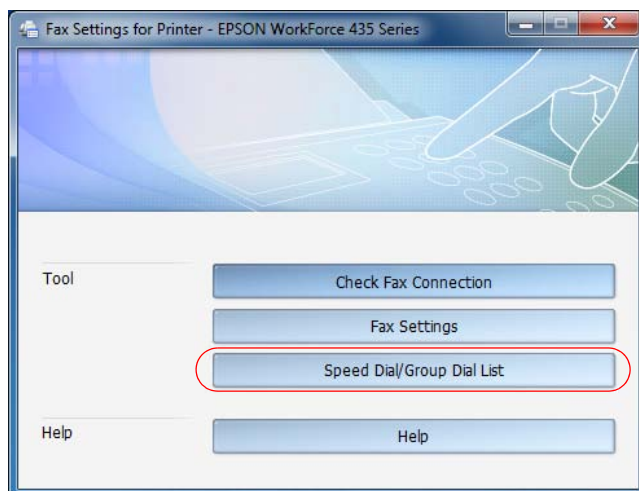 Fax Settings for Printer - EPSON WorkForce 435 Series
Tool
Check Fax Connection
Fax Settings
Speed Dial/Group Dial List
Help
Help